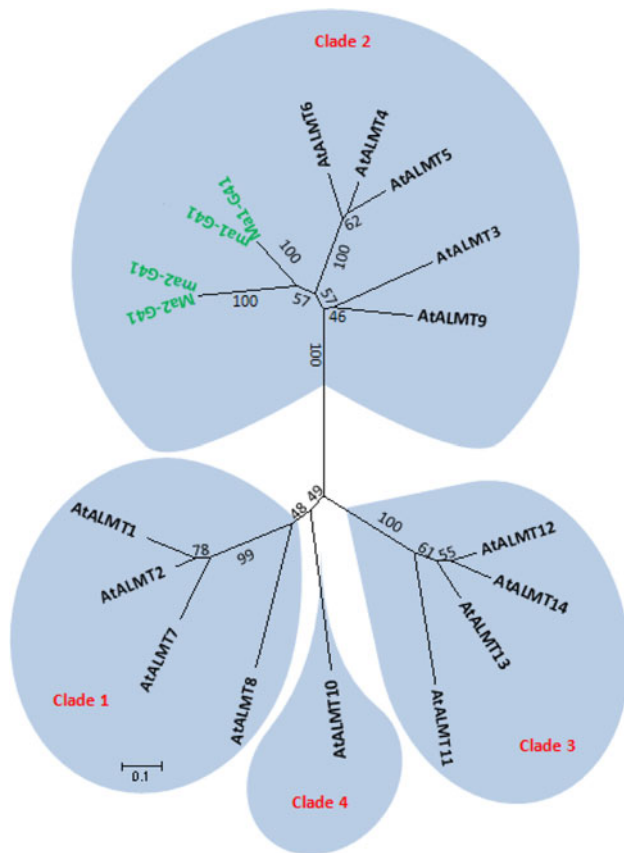 Clade 2
AtALMT6
AtALMT4
AtALMT5
62
Ma1-G41
ma1-G41
100
100
AtALMT3
ma2-G41
Ma2-G41
100
57
57
46
AtALMT9
100
49
48
100
AtALMT1
78
99
61
55
AtALMT12
AtALMT2
AtALMT14
AtALMT7
AtALMT13
AtALMT8
AtALMT10
AtALMT11
Clade 1
Clade 3
0.1
Clade 4